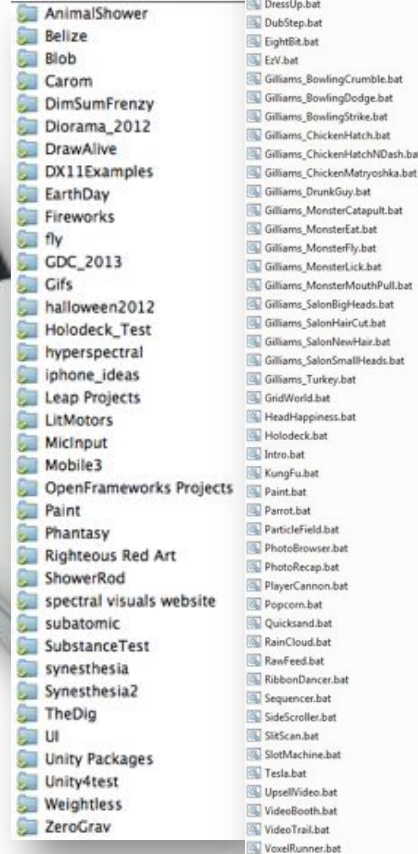 AnimalShower
Belize
Blob
Carom
DimSumFrenzy
Diorama_2012
DrawAlive
DX11Examples
EarthDay
Fireworks
fly
GDC_2013
Gifs
halloween2012
Holodeck_Test
hyperspectral
iphone_ideas
Leap Projects
LitMotors
MicInput
Mobile3
OpenFrameworks Projects
Paint
Phantasy
Righteous Red Art
ShowerRod
spectral visuals website
subatomic
SubstanceTest
synesthesia
Synesthesia2
TheDig
UI
Unity Packages
Unity4test
Weightless
ZeroGrav
DressUp.bat
DubStep.bat
EightBit.bat
EzV.bat
Gilliams_BowlingCrumble.bat
Gilliams_BowlingDodge.bat
Gilliams_BowlingStrike.bat
Gilliams_ChickenHatch.bat
Gilliams_ChickenHatchNDash.bat
Gilliams_ChickenMatryoshka.bat
Gilliams_DrunkGuy.bat
Gilliams_MonsterCatapult.bat
Gilliams_MonsterEat.bat
Gilliams_MonsterFly.bat
Gilliams_MonsterLick.bat
Gilliams_MonsterMouthPull.bat
Gilliams_SalonBigHeads.bat
Gilliams_SalonHairCut.bat
Gilliams_SalonNewHair.bat
Gilliams_SalonSmallHeads.bat
Gilliams_Turkey.bat
GridWorld.bat
HeadHappiness.bat
Holodeck.bat
Intro.bat
KungFu.bat
Paint.bat
Parrot.bat
ParticleField.bat
PhotoBrowser.bat
PhotoRecap.bat
PlayerCannon.bat
Popcorn.bat
Quicksand.bat
RainCloud.bat
RawFeed.bat
RibbonDancer.bat
Sequencer.bat
SideScroller.bat
SlitScan.bat
SlotMachine.bat
Tesla.bat
UpsellVideo.bat
VideoBooth.bat
VideoTrail.bat
VoxelRunner.bat